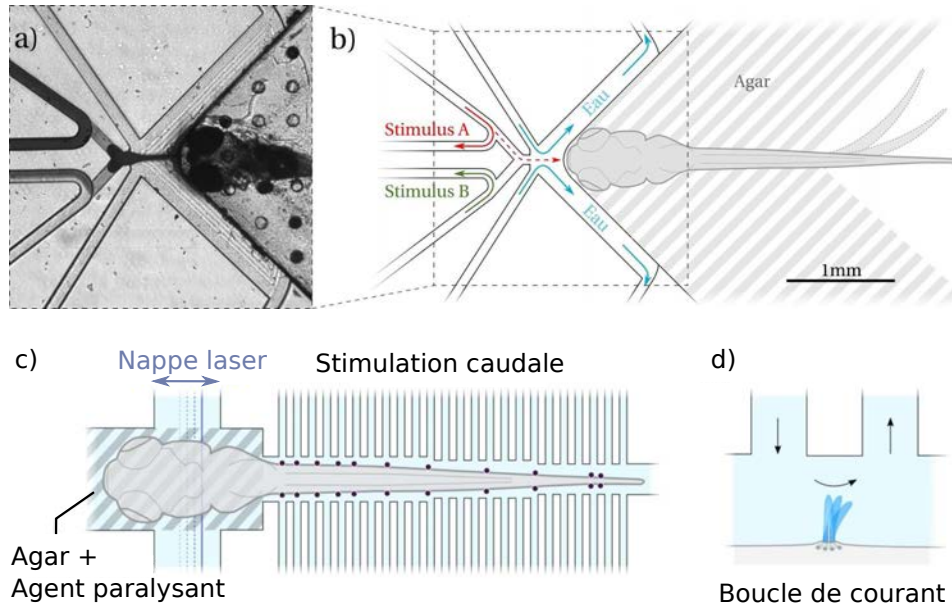 a)
b)
Agar
Eau
Stimulus A
Stimulus B
Eau
1mm
c)
Nappe laser
Stimulation caudale
d)
Agar +
Agent paralysant
Boucle de courant